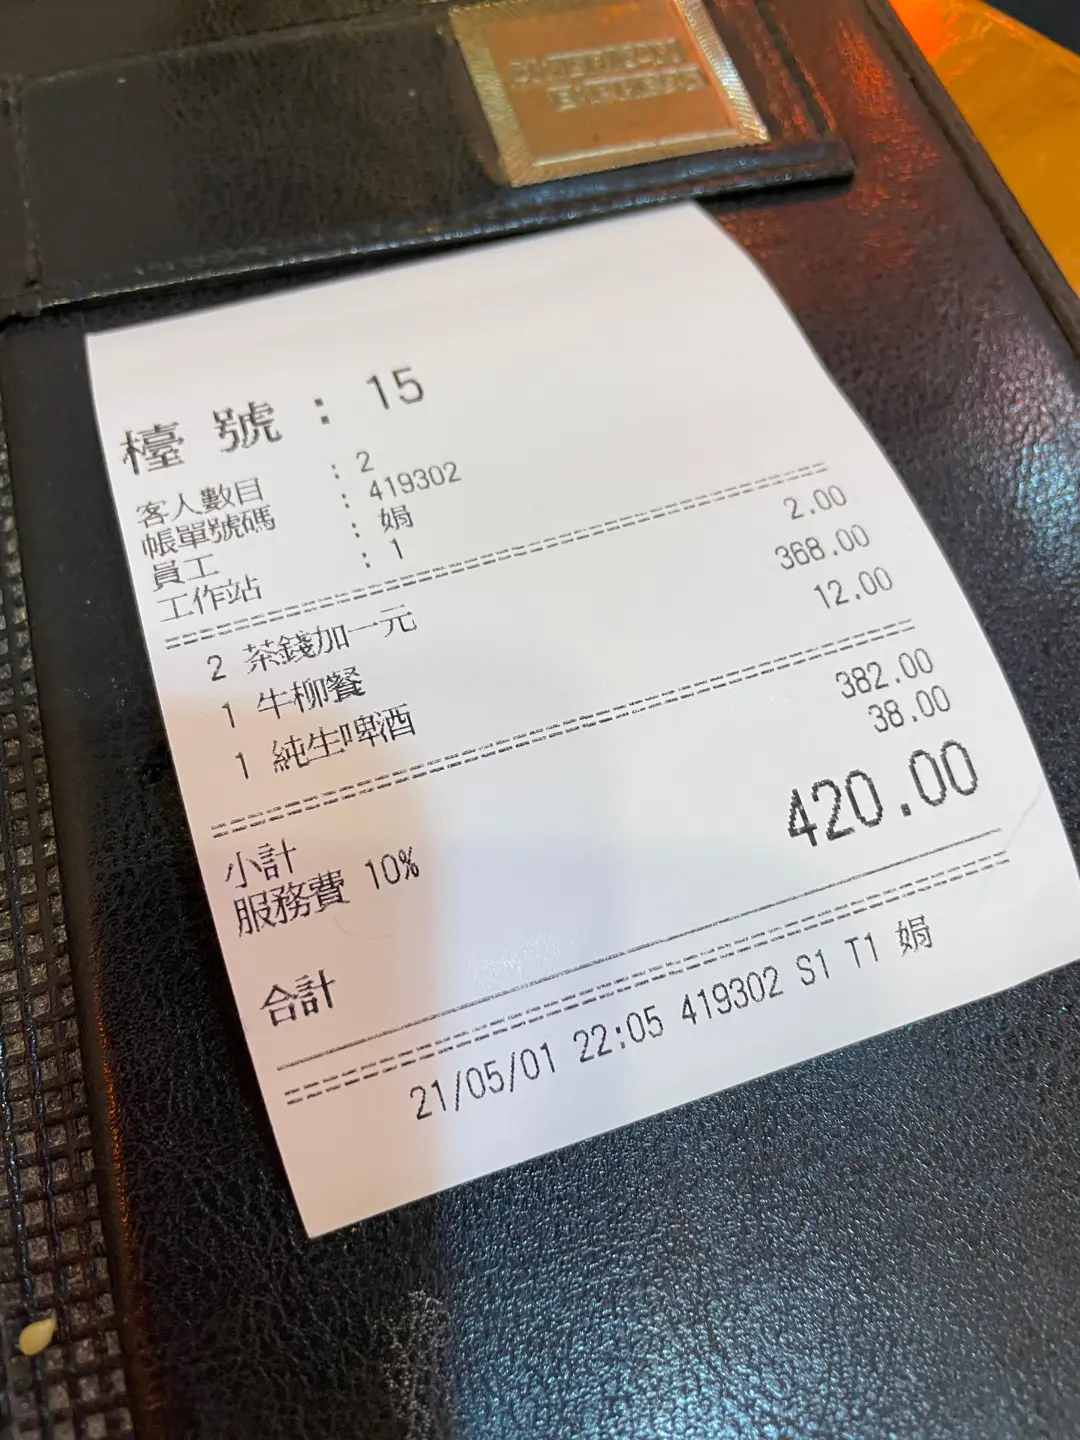 AMERICAN
EXPRESS
檯號 : 15
客人數目 : 2
帳單號碼 : 419302
員工 : 娟
工作站 : 1
2 茶錢加一元 2.00
1 牛柳餐 368.00
1 純生啤酒 12.00
小計 382.00
服務費 10% 38.00
合計 420.00
21/05/01 22:05 419302 S1 T1 娟